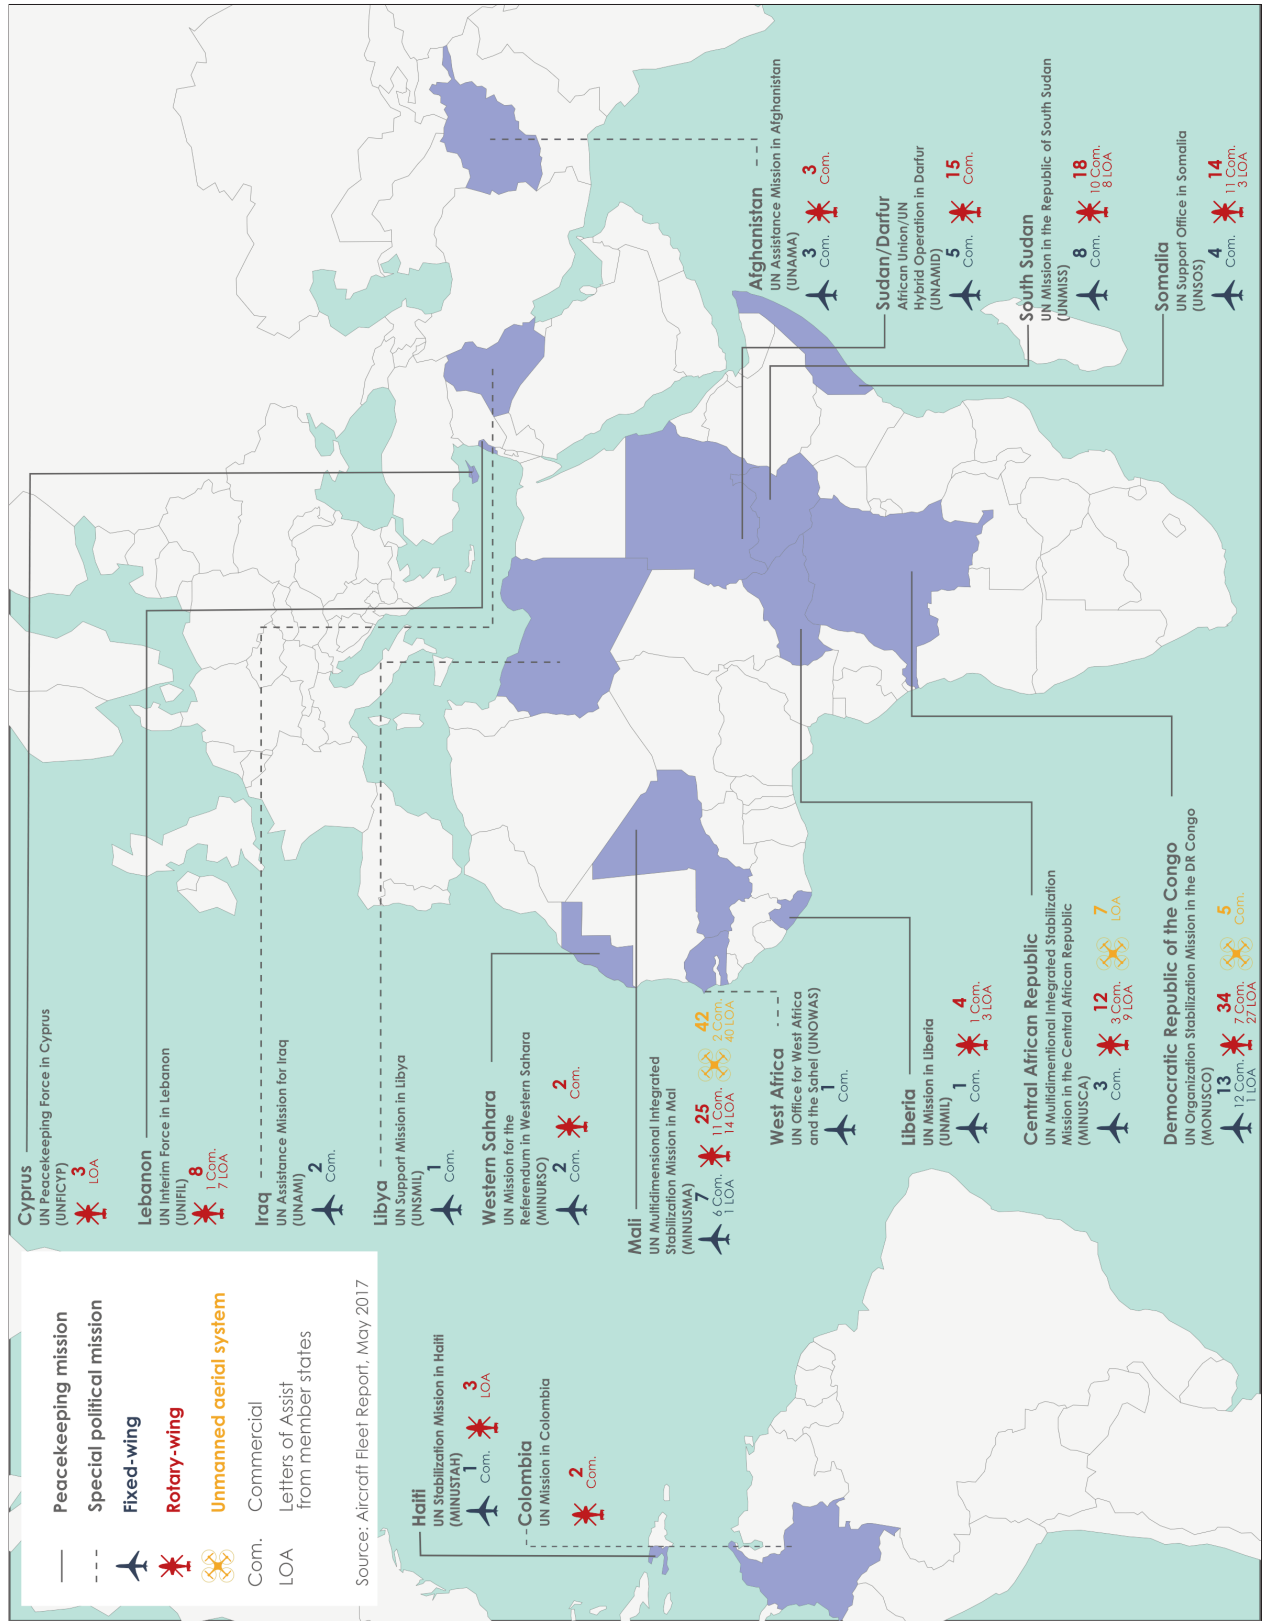 Peacekeeping mission
Special political mission
Fixed-wing
Rotary-wing
Unmanned aerial system
Com. Commercial
LOA Letters of Assist
from member states
Source: Aircraft Fleet Report, May 2017
Haiti
UN Stabilization Mission in Haiti
(MINUSTAH)
1 3
Com. LOA
Colombia
UN Mission in Colombia
2
Com.
Cyprus
UN Peacekeeping Force in Cyprus
(UNFICYP)
3
LOA
Lebanon
UN Interim Force in Lebanon
(UNIFIL)
8
1 Com.
7 LOA
Iraq
UN Assistance Mission for Iraq
(UNAMI)
2
Com.
Libya
UN Support Mission in Libya
(UNSMIL)
1
Com.
Western Sahara
UN Mission for the
Referendum in Western Sahara
(MINURSO)
2 2
Com. Com.
Mali
UN Multidimensional Integrated
Stabilization Mission in Mal
(MINUSMA)
7 25 42
6 Com. 11 Com. 2 Com.
1 LOA 14 LOA 40 LOA
West Africa
UN Office for West Africa
and the Sahel (UNOWAS)
1
Com.
Liberia
UN Mission in Liberia
(UNMIL)
1 4
Com. 1 Com.
3 LOA
Central African Republic
UN Multidimentional Integrated Stabilization
Mission in the Central African Republic
(MINUSCA)
3 12 7
Com. 3 Com. LOA
9 LOA
Democratic Republic of the Congo
UN Organization Stabilization Mission in the DR Congo
(MONUSCO)
13 34 5
12 Com. 7 Com. Com.
1 LOA 27 LOA
Afghanistan
UN Assistance Mission in Afghanistan
(UNAMA)
3 3
Com. Com.
Sudan/Darfur
African Union/UN
Hybrid Operation in Darfur
(UNAMID)
5 15
Com. Com.
South Sudan
UN Mission in the Republic of South Sudan
(UNMISS)
8 18
Com. 10 Com.
8 LOA
Somalia
UN Support Office in Somalia
(UNSOS)
4 14
Com. 11 Com.
3 LOA